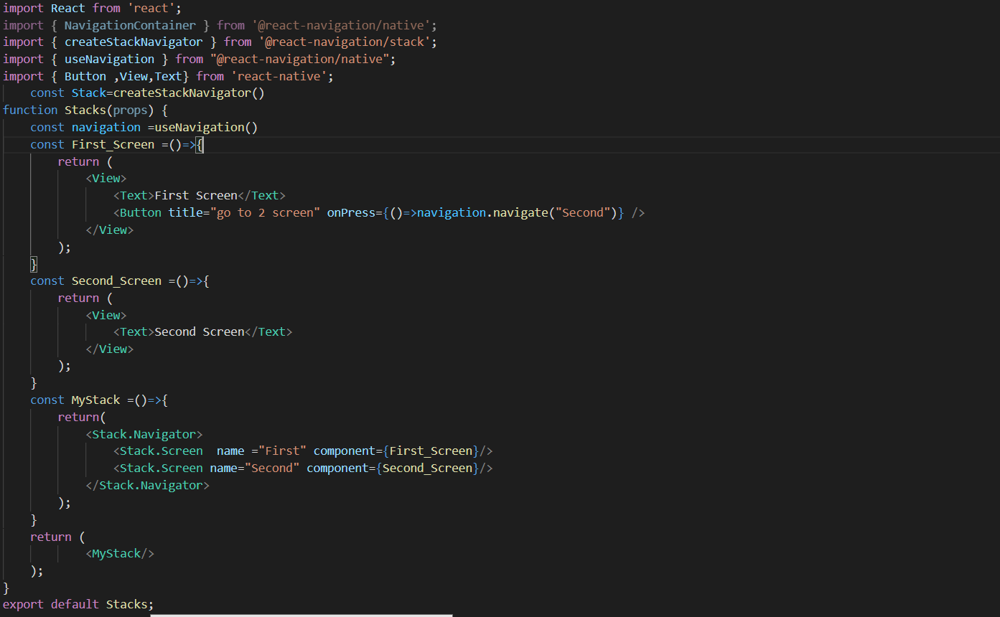 import React from 'react';
import { NavigationContainer } from '@react-navigation/native';
import { createStackNavigator } from '@react-navigation/stack';
import { useNavigation } from "@react-navigation/native";
import { Button ,View,Text} from 'react-native';
    const Stack=createStackNavigator()
function Stacks(props) {
    const navigation =useNavigation()
    const First_Screen =()=>{
        return (
            <View>
                <Text>First Screen</Text>
                <Button title="go to 2 screen" onPress={()=>navigation.navigate("Second")} />
            </View>
        );
    }
    const Second_Screen =()=>{
        return (
            <View>
                <Text>Second Screen</Text>
            </View>
        );
    }
    const MyStack =()=>{
        return(
            <Stack.Navigator>
                <Stack.Screen  name ="First" component={First_Screen}/>
                <Stack.Screen name="Second" component={Second_Screen}/>
            </Stack.Navigator>
        );
    }
    return (
            <MyStack/>
    );
}
export default Stacks;